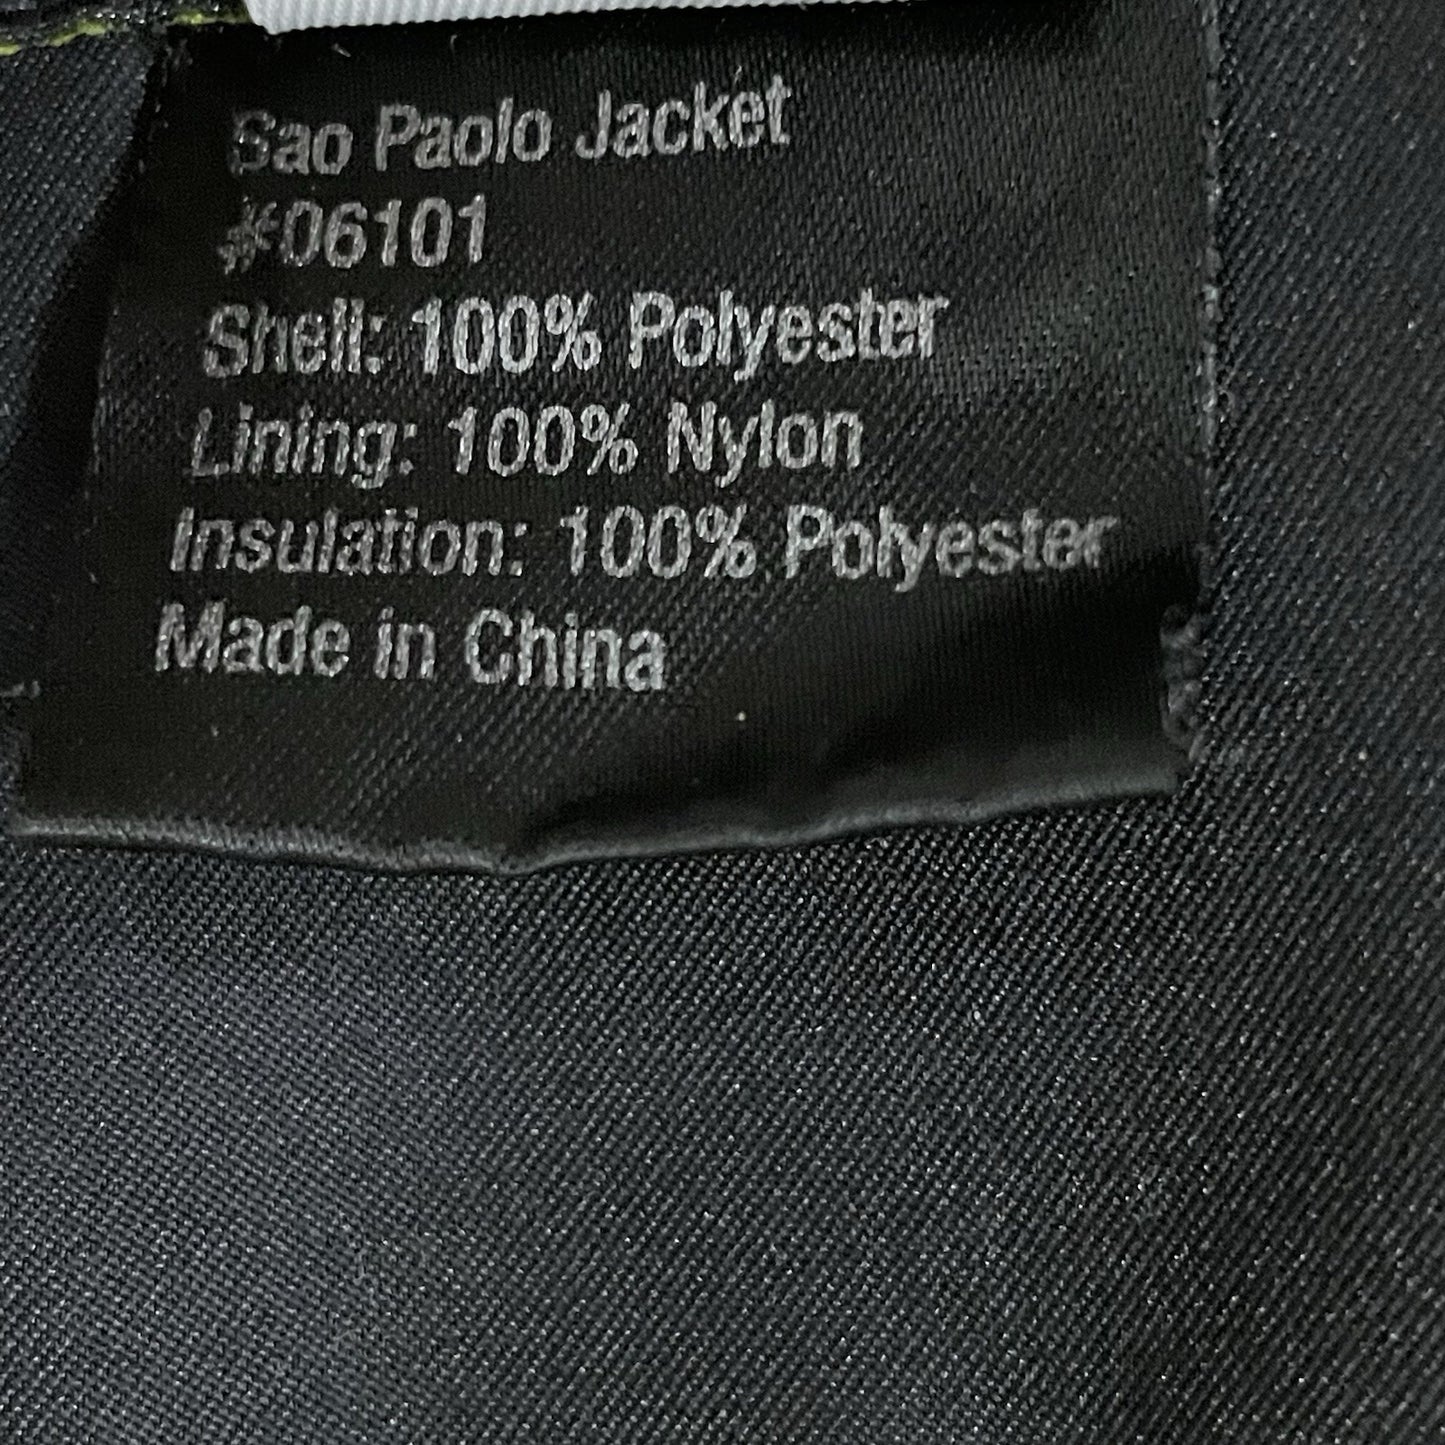 Sao Paolo Jacket
#06101
Shell: 100% Polyester
Lining: 100% Nylon
Insulation: 100% Polyester
Made in China